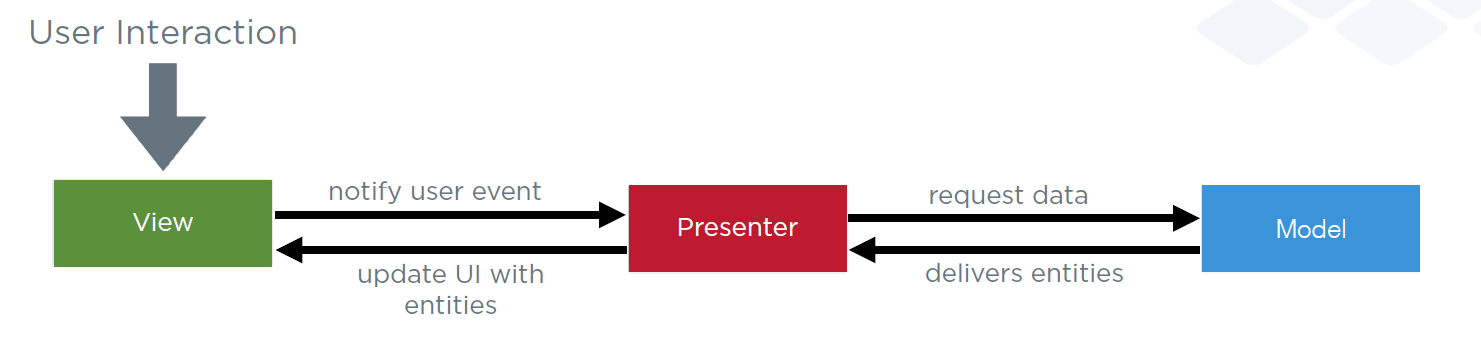 User Interaction
View
notify user event
update UI with
entities
Presenter
request data
delivers entities
Model